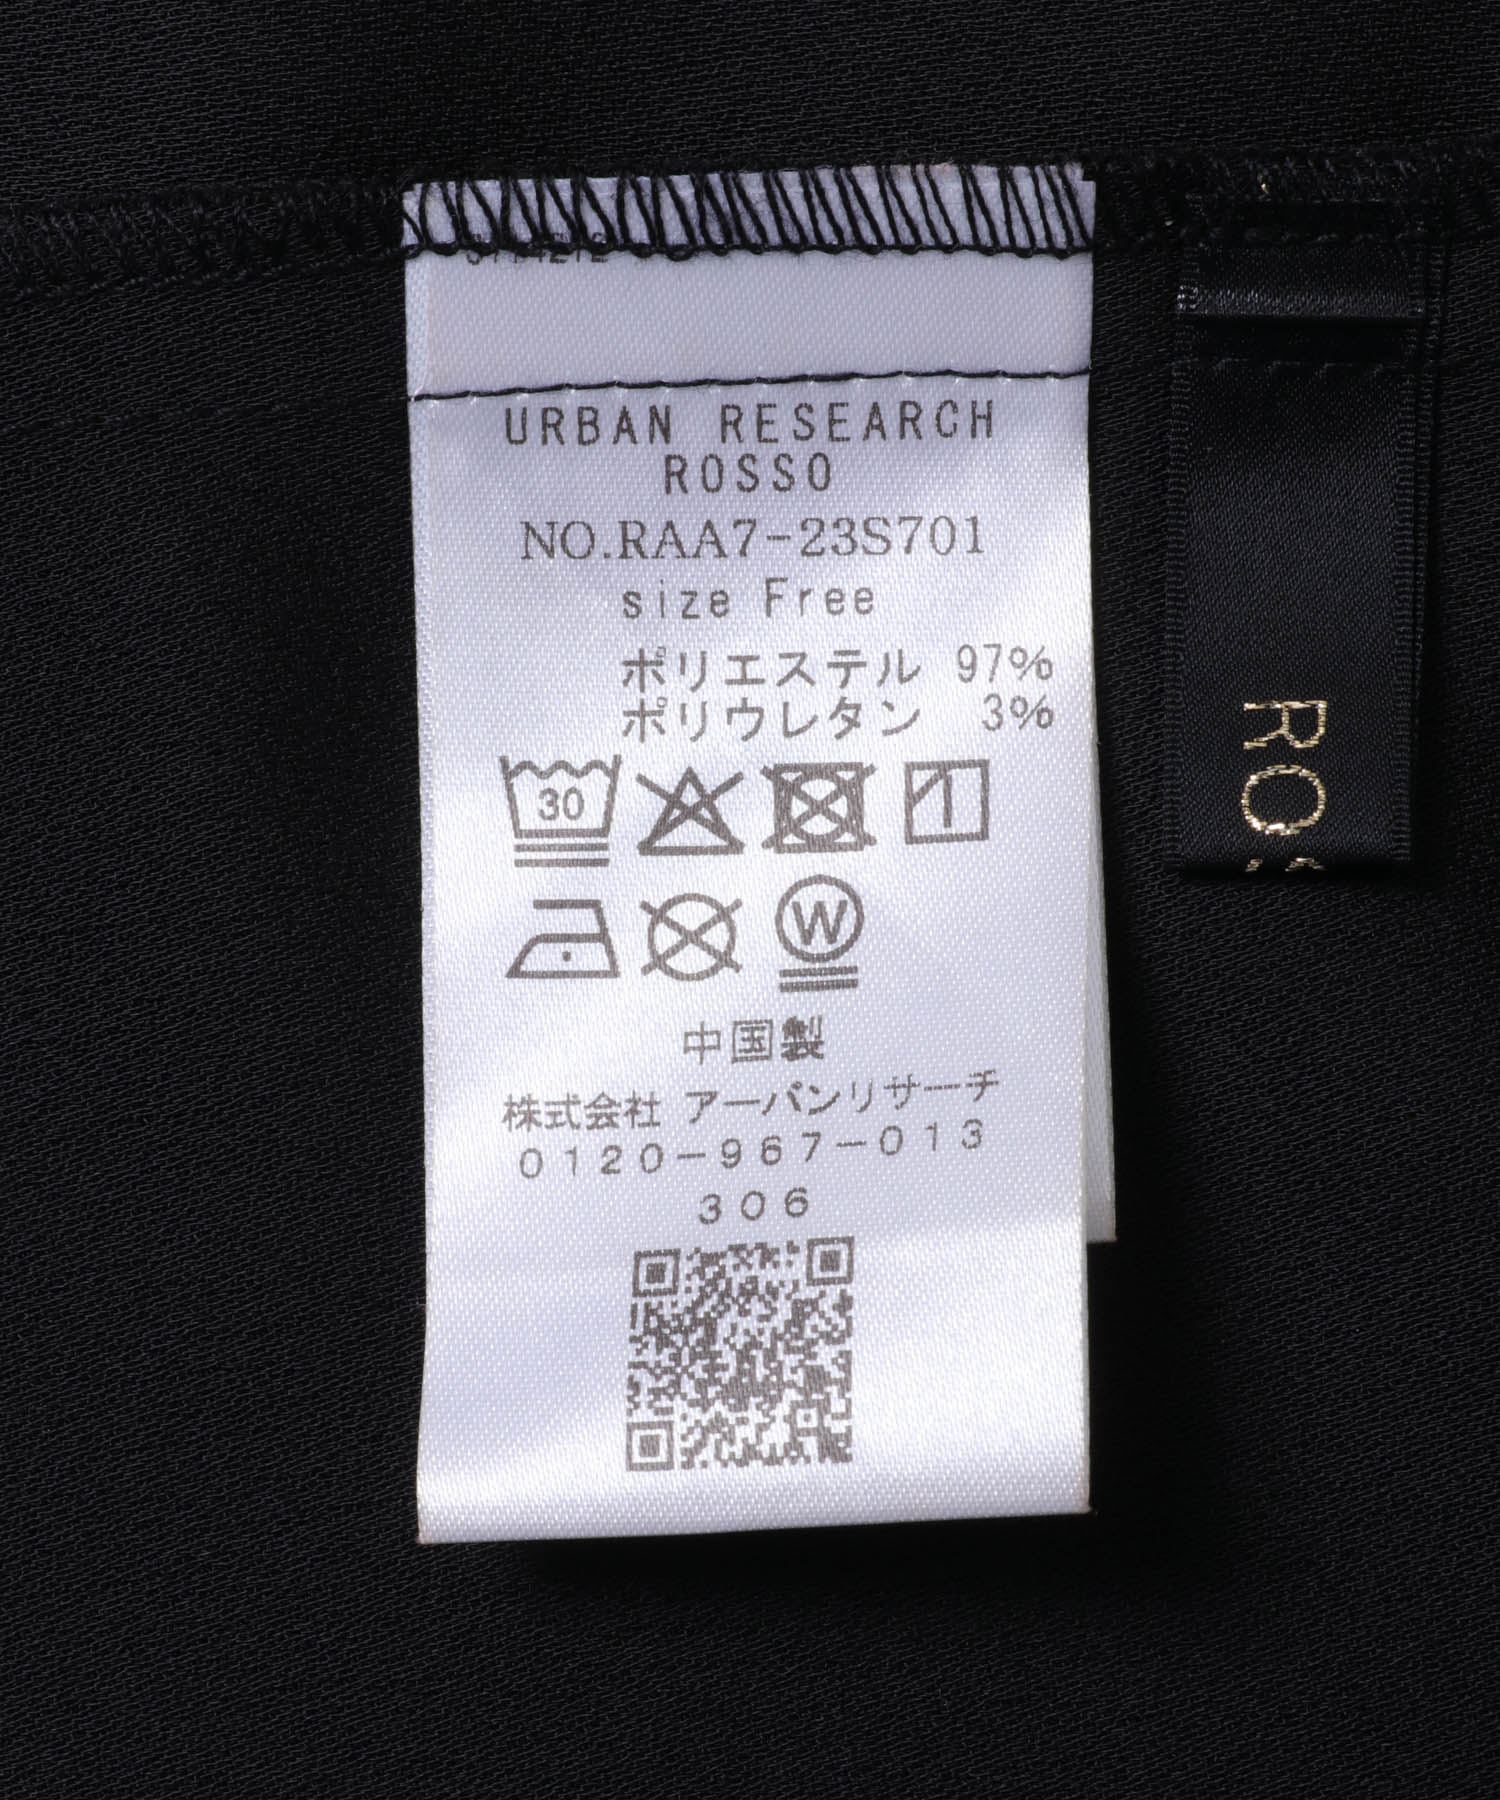 URBAN RESEARCH
ROSSO
NO.RAA7-23S701
size Free
ポリエステル 97%
ポリウレタン 3%
30
W
中国製
株式会社 アーバンリサーチ
0120-967-013
306
RO